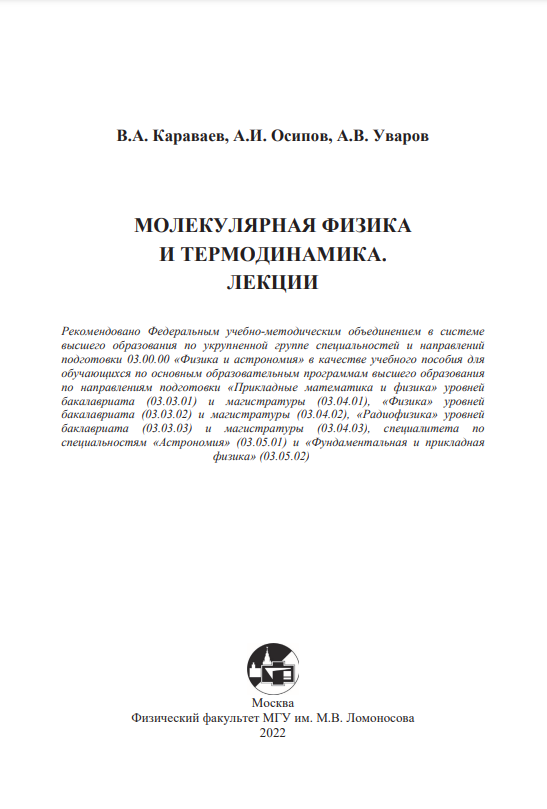 В.А. Караваев, А.И. Осипов, А.В. Уваров
МОЛЕКУЛЯРНАЯ ФИЗИКА
И ТЕРМОДИНАМИКА.
ЛЕКЦИИ
Рекомендовано Федеральным учебно-методическим объединением в системе
высшего образования по укрупненной группе специальностей и направлений
подготовки 03.00.00 «Физика и астрономия» в качестве учебного пособия для
обучающихся по основным образовательным программам высшего образования
по направлениям подготовки «Прикладные математика и физика» уровней
бакалавриата (03.03.01) и магистратуры (03.04.01), «Физика» уровней
бакалавриата (03.03.02) и магистратуры (03.04.02), «Радиофизика» уровней
баклавриата (03.03.03) и магистратуры (03.04.03), специалитета по
специальностям «Астрономия» (03.05.01) и «Фундаментальная и прикладная
физика» (03.05.02)
Москва
Физический факультет МГУ им. М.В. Ломоносова
2022